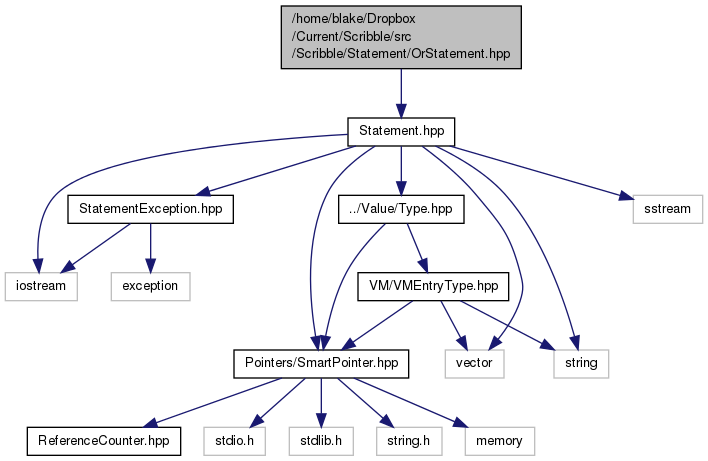 /home/blake/Dropbox
/Current/Scribble/src
/Scribble/Statement/OrStatement.hpp
Statement.hpp
StatementException.hpp
../Value/Type.hpp
sstream
iostream
exception
VM/VMEntryType.hpp
Pointers/SmartPointer.hpp
vector
string
ReferenceCounter.hpp
stdio.h
stdlib.h
string.h
memory